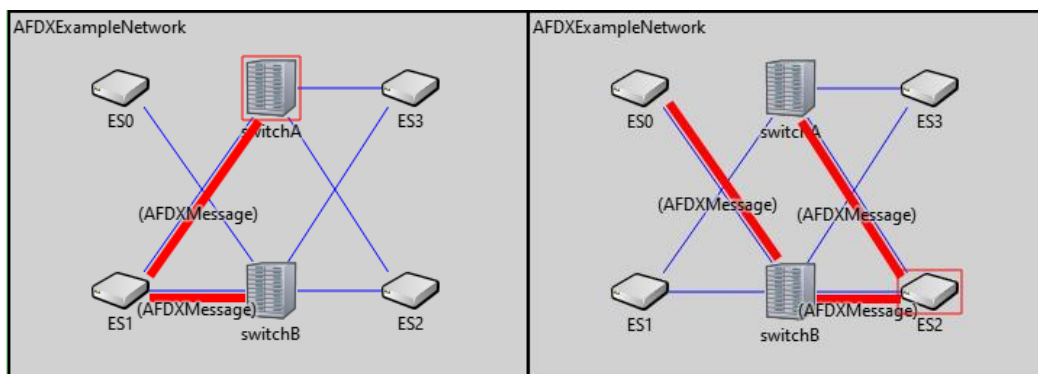 AFDXExampleNetwork
ES0
switchA
ES3
(AFDXMessage)
ES1
(AFDXMessage)
switchB
ES2
AFDXExampleNetwork
ES0
switchA
ES3
(AFDXMessage)
(AFDXMessage)
ES1
switchB
(AFDXMessage)
ES2